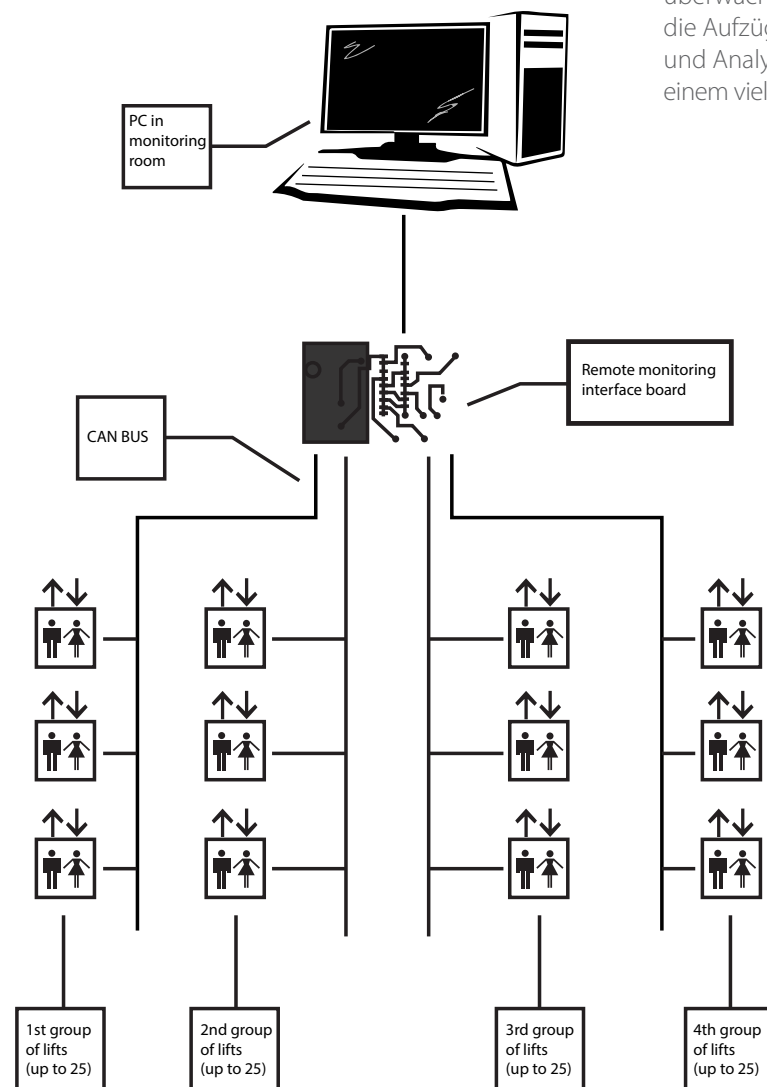 die Aufzüg
und Analy
einem viel
PC in
monitoring
room
Remote monitoring
interface board
CAN BUS
1st group
of lifts
(up to 25)
2nd group
of lifts
(up to 25)
3rd group
of lifts
(up to 25)
4th group
of lifts
(up to 25)